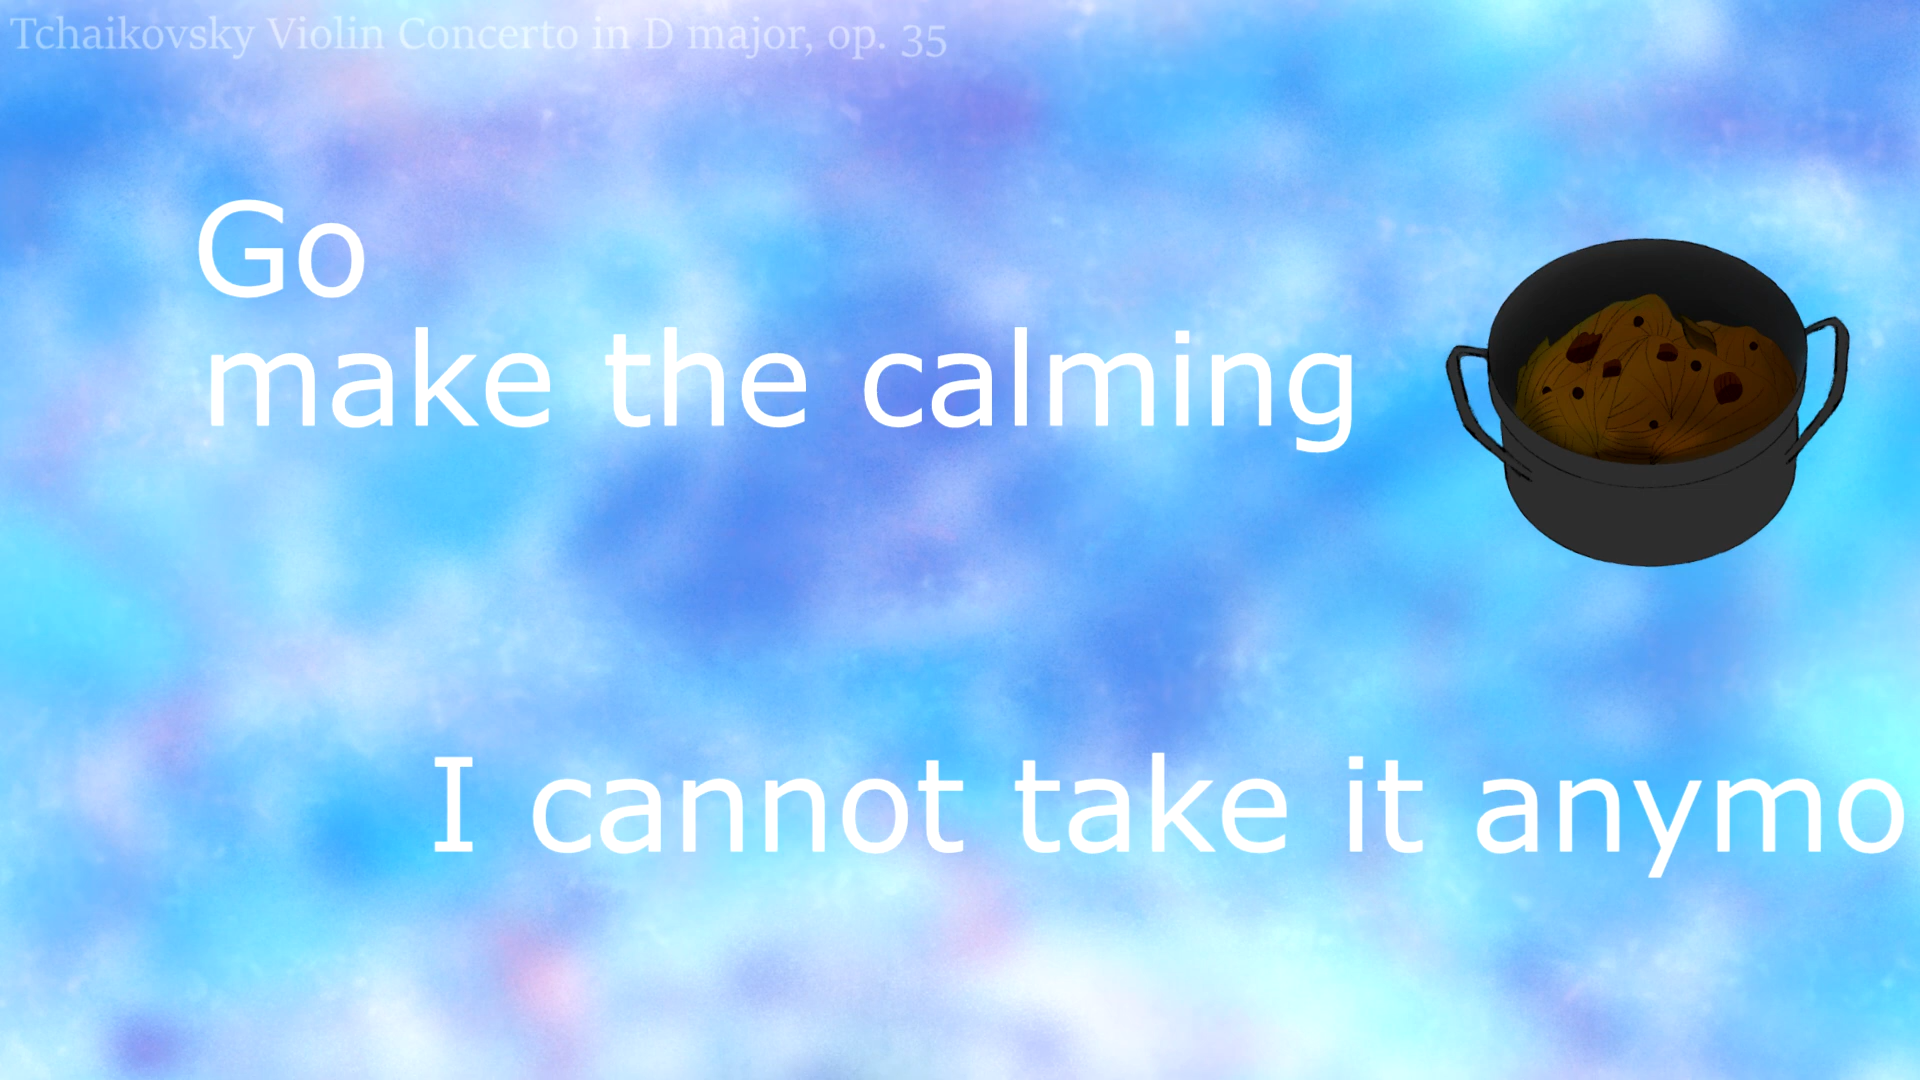 Tchaikovsky Violin Concerto in D major, op. 35
Go
make the calming
I cannot take it anymo